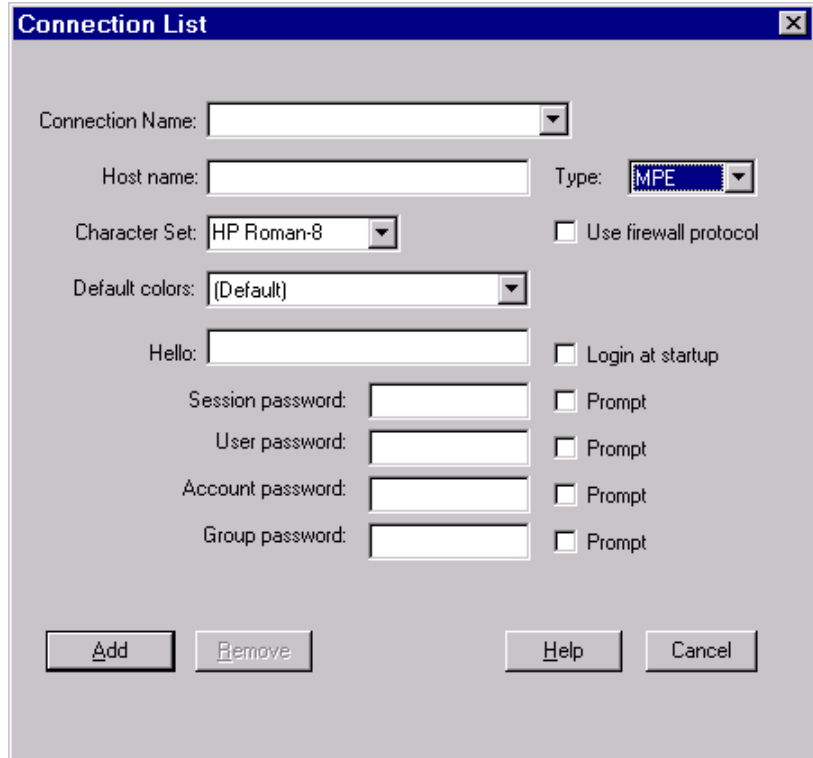 Connection List
Connection Name:
Host name: Type: MPE
Character Set: HP Roman-8 Use firewall protocol
Default colors: (Default)
Hello: Login at startup
Session password: Prompt
User password: Prompt
Account password: Prompt
Group password: Prompt
Add Remove Help Cancel